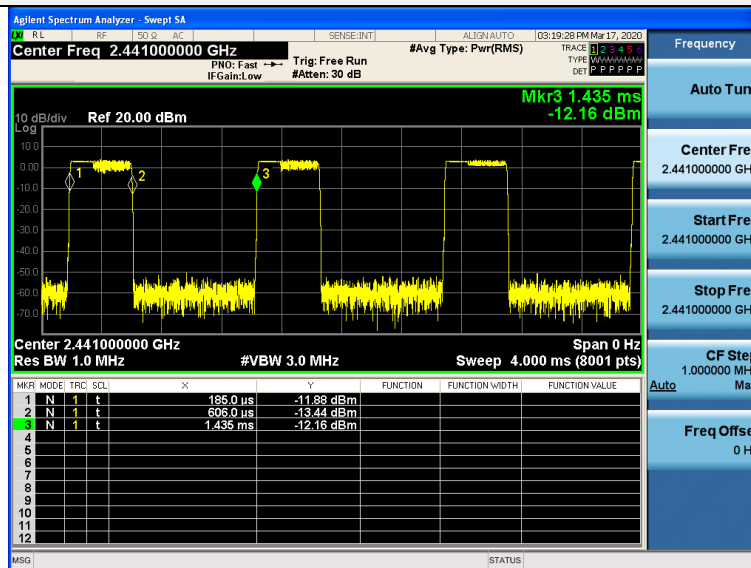 Agilent Spectrum Analyzer - Swept SA
RL RF 50 Ω AC SENSE:INT ALIGN AUTO 03:19:28 PM Mar 17, 2020
Center Freq 2.441000000 GHz
PNO: Fast
IFGain:Low
Trig: Free Run
#Atten: 30 dB
#Avg Type: Pwr(RMS)
TRACE 1 2 3 4 5 6
TYPE
DET P P P P P P
Mkr3 1.435 ms
-12.16 dBm
10 dB/div Ref 20.00 dBm
Log
10.0
0.00
-10.0
-20.0
-30.0
-40.0
-50.0
-60.0
-70.0
1
2
3
Center 2.441000000 GHz Span 0 Hz
Res BW 1.0 MHz #VBW 3.0 MHz Sweep 4.000 ms (8001 pts)
MKR MODE TRC SCL X Y FUNCTION FUNCTION WIDTH FUNCTION VALUE
1 N 1 t 185.0 µs -11.88 dBm
2 N 1 t 606.0 µs -13.44 dBm
3 N 1 t 1.435 ms -12.16 dBm
4
5
6
7
8
9
10
11
12
MSG STATUS
Frequency
Auto Tun
Center Fre
2.441000000 GH
Start Fre
2.441000000 GH
Stop Fre
2.441000000 GH
CF Step
1.000000 MH
Auto Ma
Freq Offse
0 H